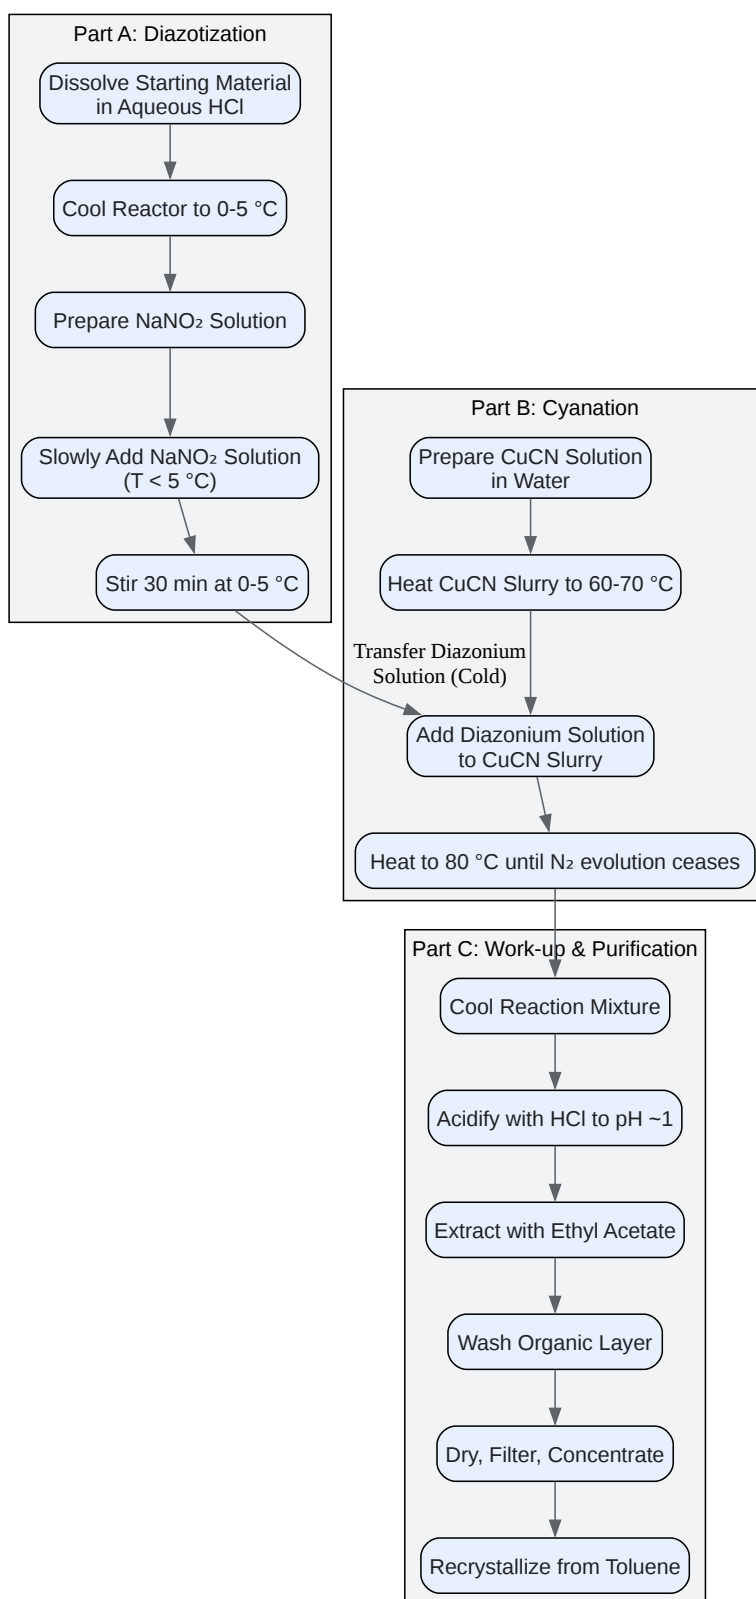 Part A: Diazotization
Dissolve Starting Material
in Aqueous HCl
Cool Reactor to 0-5 °C
Prepare NaNO₂ Solution
Slowly Add NaNO₂ Solution
(T < 5 °C)
Stir 30 min at 0-5 °C
Part B: Cyanation
Prepare CuCN Solution
in Water
Heat CuCN Slurry to 60-70 °C
Transfer Diazonium
Solution (Cold)
Add Diazonium Solution
to CuCN Slurry
Heat to 80 °C until N₂ evolution ceases
Part C: Work-up & Purification
Cool Reaction Mixture
Acidify with HCl to pH ~1
Extract with Ethyl Acetate
Wash Organic Layer
Dry, Filter, Concentrate
Recrystallize from Toluene